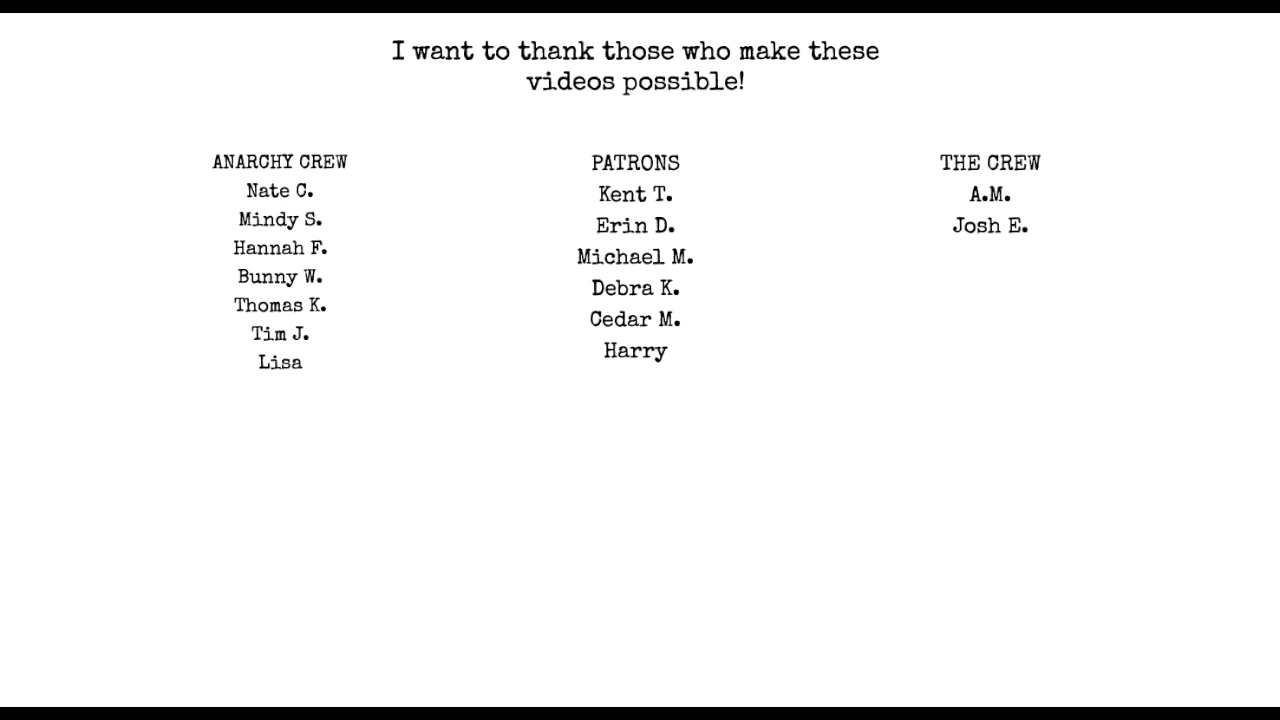 I want to thank those who make these
videos possible!
ANARCHY CREW
Nate C.
Mindy S.
Hannah F.
Bunny W.
Thomas K.
Tim J.
Lisa
PATRONS
Kent T.
Erin D.
Michael M.
Debra K.
Cedar M.
Harry
THE CREW
A.M.
Josh E.